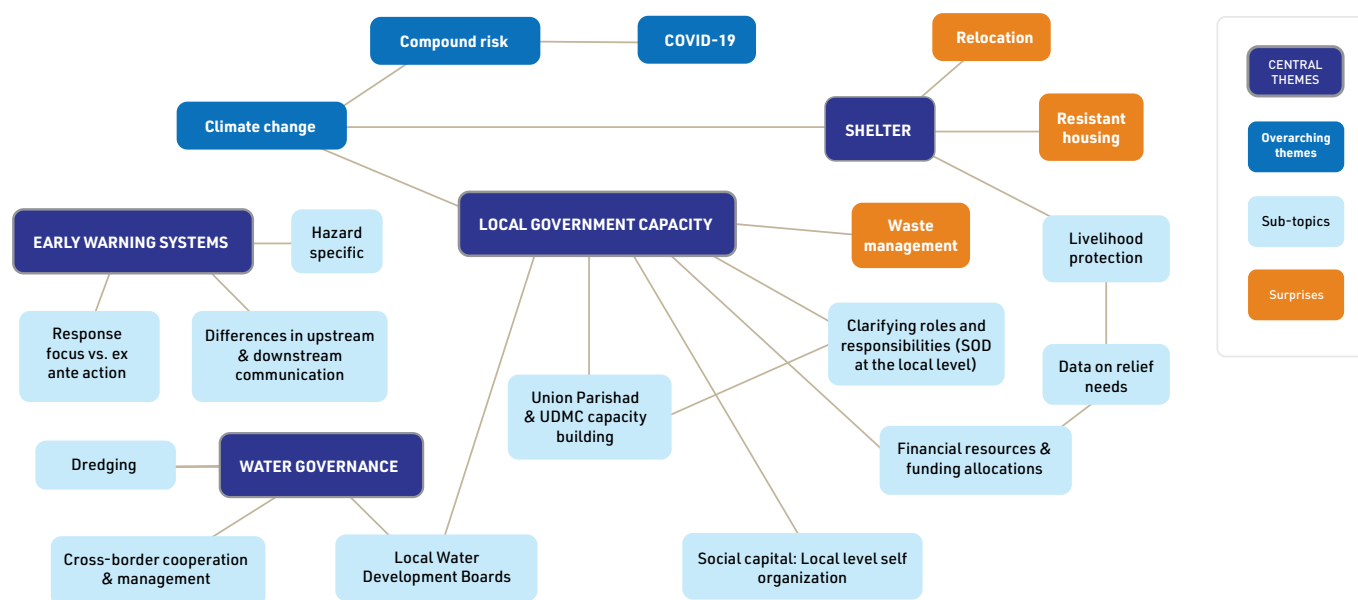 Compound risk
COVID-19
Relocation
CENTRAL
THEMES
Climate change
SHELTER
Resistant
housing
Overarching
themes
EARLY WARNING SYSTEMS
Hazard
specific
LOCAL GOVERNMENT CAPACITY
Waste
management
Livelihood
protection
Sub-topics
Surprises
Response
focus vs. ex
ante action
Differences in upstream
& downstream
communication
Clarifying roles and
responsibilities (SOD
at the local level)
Data on relief
needs
Union Parishad
& UDMC capacity
building
Dredging
WATER GOVERNANCE
Financial resources &
funding allocations
Cross-border cooperation
& management
Local Water
Development Boards
Social capital: Local level self
organization